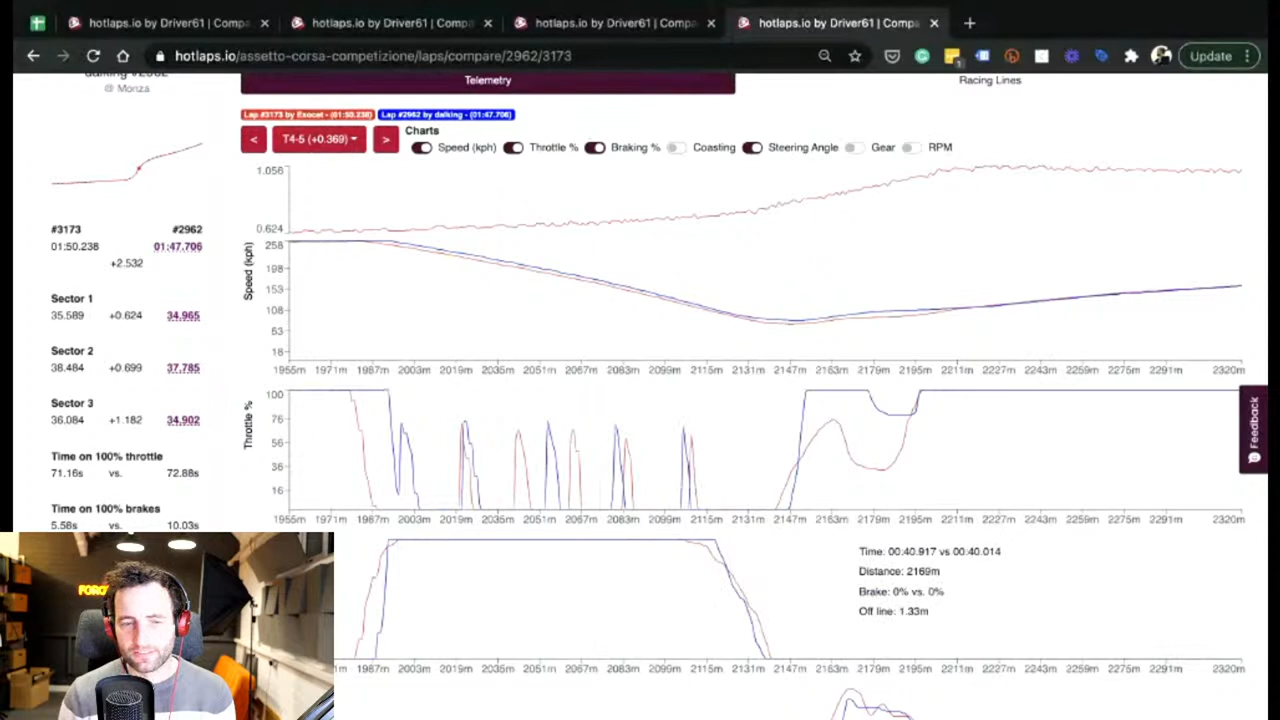 hotlaps.io by Driver61 | Compa
hotlaps.io by Driver61 | Comp
hotlaps.io by Driver61 | Compa
hotlaps.io by Driver61 | Compa
hotlaps.io/assetto-corsa-competizione/laps/compare/2962/3173
Update
dalking #2962
@ Monza
Telemetry
Racing Lines
Lap #3173 by Exocet - (01:50.238)
Lap #2962 by dalking - (01:47.706)
< T4-5 (+0.369) >
Charts
Speed (kph) Throttle % Braking % Coasting Steering Angle Gear RPM
1.056
0.624
#3173 #2962
01:50.238 01:47.706
+2.532
Sector 1
35.589 +0.624 34.965
Sector 2
38.484 +0.699 37.785
Sector 3
36.084 +1.182 34.902
Time on 100% throttle
71.16s vs. 72.88s
Time on 100% brakes
5.58s vs. 10.03s
Speed (kph)
258
198
153
108
63
18
1955m 1971m 1987m 2003m 2019m 2035m 2051m 2067m 2083m 2099m 2115m 2131m 2147m 2163m 2179m 2195m 2211m 2227m 2243m 2259m 2275m 2291m 2320m
Throttle %
100
76
56
36
16
1955m 1971m 1987m 2003m 2019m 2035m 2051m 2067m 2083m 2099m 2115m 2131m 2147m 2163m 2179m 2195m 2211m 2227m 2243m 2259m 2275m 2291m 2320m
Feedback
Time: 00:40.917 vs 00:40.014
Distance: 2169m
Brake: 0% vs. 0%
Off line: 1.33m
1987m 2003m 2019m 2035m 2051m 2067m 2083m 2099m 2115m 2131m 2147m 2163m 2179m 2195m 2211m 2227m 2243m 2259m 2275m 2291m 2320m